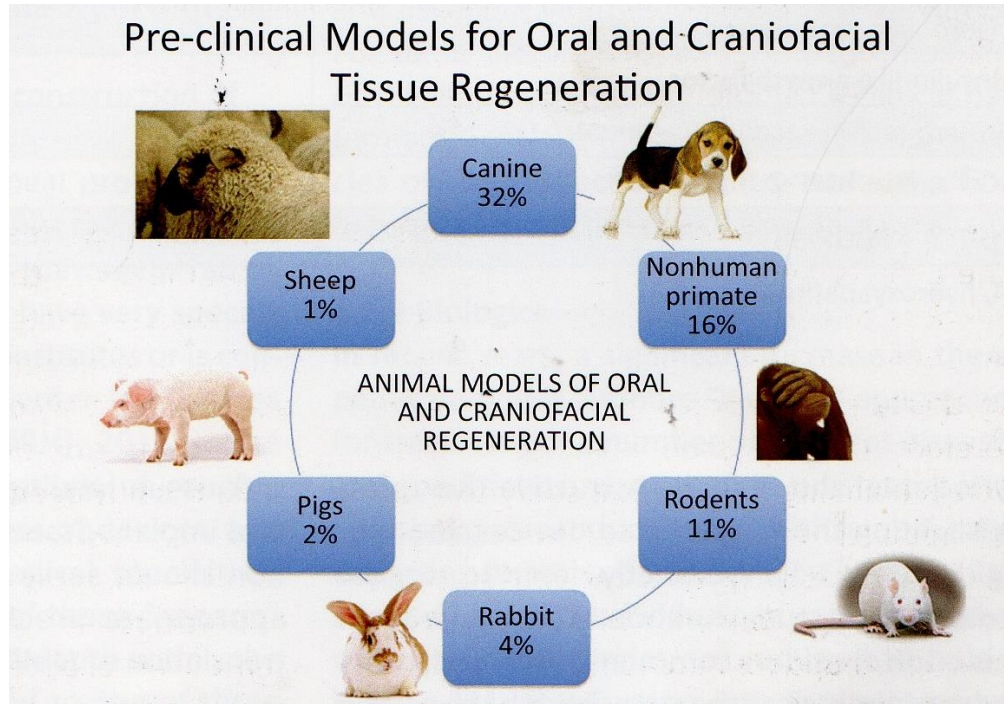 Pre-clinical Models for Oral and Craniofacial
Tissue Regeneration
Canine
32%
Nonhuman
primate
16%
Rodents
11%
Rabbit
4%
Pigs
2%
Sheep
1%
ANIMAL MODELS OF ORAL
AND CRANIOFACIAL
REGENERATION